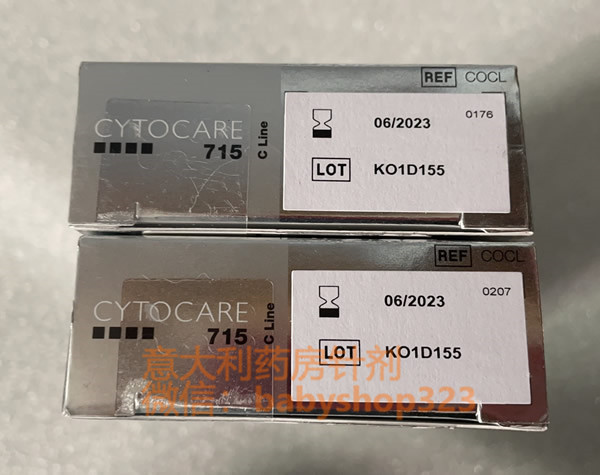 REF COCL
CYTOCARE
715
C Line
06/2023
0176
LOT KO1D155
REF COCL
CYTOCARE
715
C Line
06/2023
0207
LOT KO1D155
意大利药房针剂
微信：babyshop323